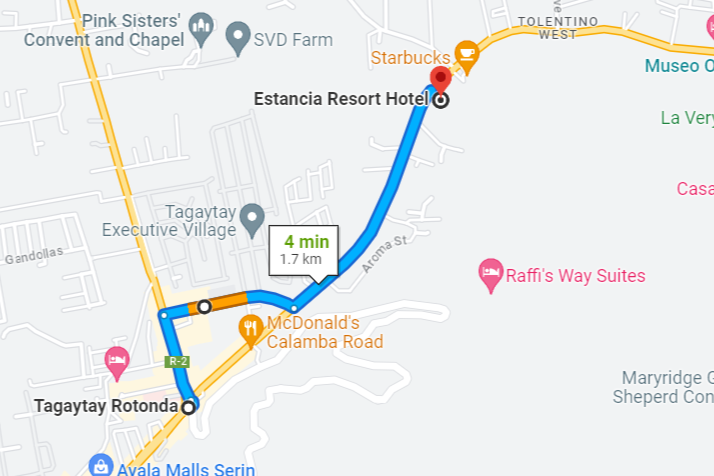 Pink Sisters'
Convent and Chapel
SVD Farm
TOLENTINO
WEST
Starbucks
Museo O
Estancia Resort Hotel
La Very
Casa
Tagaytay
Executive Village
4 min
1.7 km
Gandollas
Aroma St
Raffi's Way Suites
McDonald's
Calamba Road
R-2
Maryridge G
Sheperd Con
Tagaytay Rotonda
Ayala Malls Serin